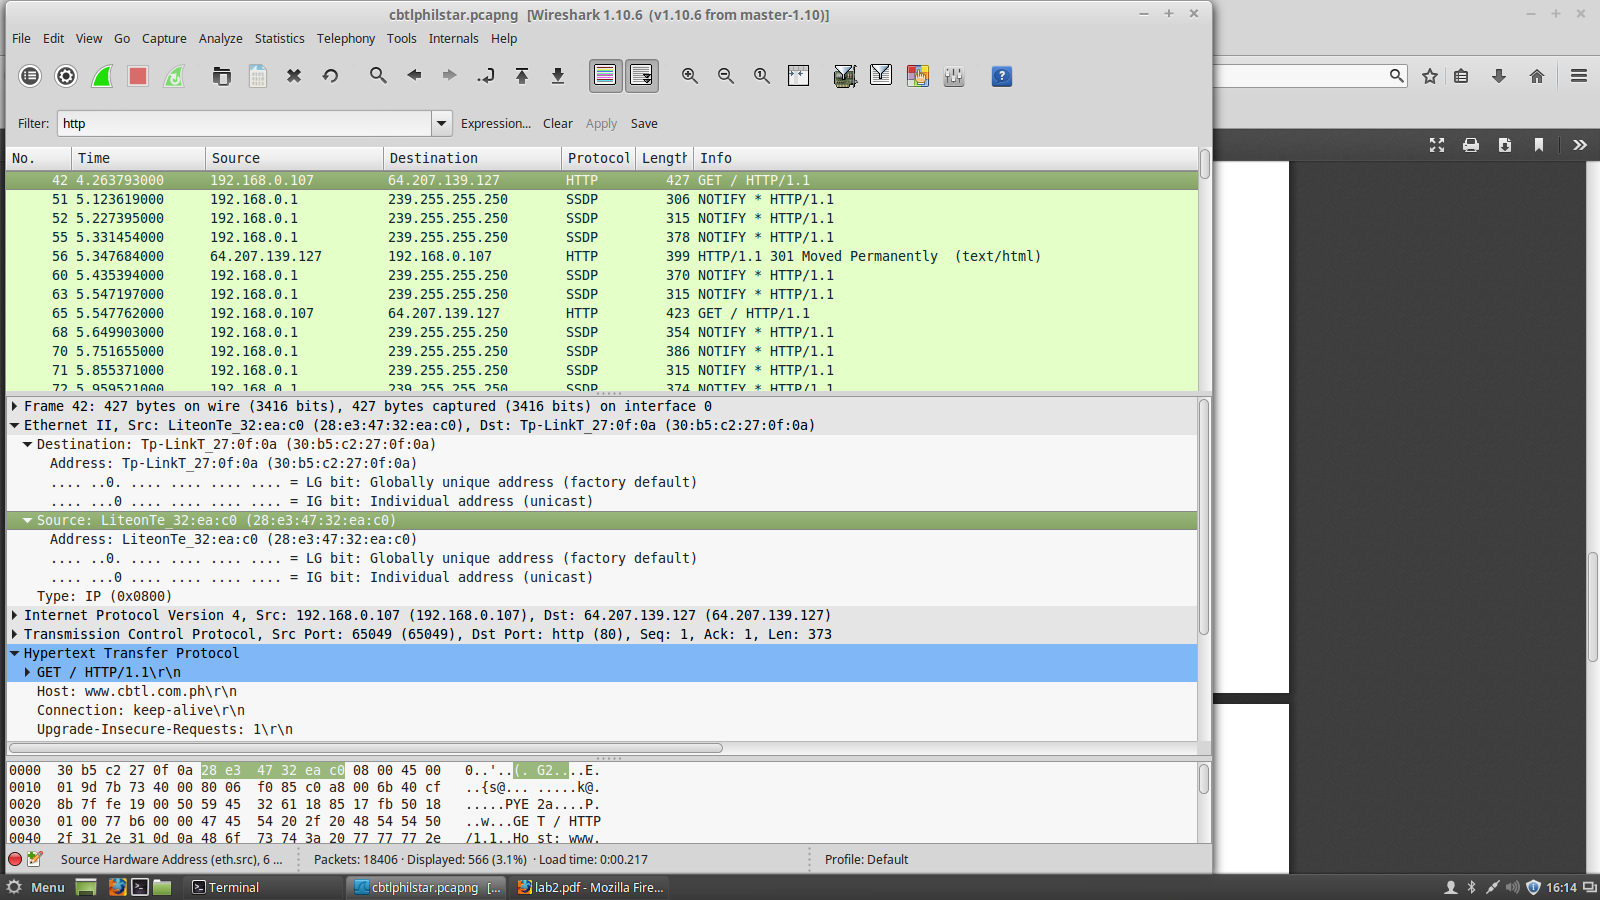 cbtlphilstar.pcapng   [Wireshark 1.10.6  (v1.10.6 from master-1.10)]
File Edit View Go Capture Analyze Statistics Telephony Tools Internals Help
Filter: http Expression... Clear Apply Save
No. Time Source Destination Protocol Length Info
42 4.263793000 192.168.0.107 64.207.139.127 HTTP 427 GET / HTTP/1.1
51 5.123619000 192.168.0.1 239.255.255.250 SSDP 306 NOTIFY * HTTP/1.1
52 5.227395000 192.168.0.1 239.255.255.250 SSDP 315 NOTIFY * HTTP/1.1
55 5.331454000 192.168.0.1 239.255.255.250 SSDP 378 NOTIFY * HTTP/1.1
56 5.347684000 64.207.139.127 192.168.0.107 HTTP 399 HTTP/1.1 301 Moved Permanently  (text/html)
60 5.435394000 192.168.0.1 239.255.255.250 SSDP 370 NOTIFY * HTTP/1.1
63 5.547197000 192.168.0.1 239.255.255.250 SSDP 315 NOTIFY * HTTP/1.1
65 5.547762000 192.168.0.107 64.207.139.127 HTTP 423 GET / HTTP/1.1
68 5.649903000 192.168.0.1 239.255.255.250 SSDP 354 NOTIFY * HTTP/1.1
70 5.751655000 192.168.0.1 239.255.255.250 SSDP 386 NOTIFY * HTTP/1.1
71 5.855371000 192.168.0.1 239.255.255.250 SSDP 315 NOTIFY * HTTP/1.1
72 5.959521000 192.168.0.1 239.255.255.250 SSDP 374 NOTIFY * HTTP/1.1
Frame 42: 427 bytes on wire (3416 bits), 427 bytes captured (3416 bits) on interface 0
Ethernet II, Src: LiteonTe_32:ea:c0 (28:e3:47:32:ea:c0), Dst: Tp-LinkT_27:0f:0a (30:b5:c2:27:0f:0a)
Destination: Tp-LinkT_27:0f:0a (30:b5:c2:27:0f:0a)
Address: Tp-LinkT_27:0f:0a (30:b5:c2:27:0f:0a)
.... ..0. .... .... .... .... = LG bit: Globally unique address (factory default)
.... ...0 .... .... .... .... = IG bit: Individual address (unicast)
Source: LiteonTe_32:ea:c0 (28:e3:47:32:ea:c0)
Address: LiteonTe_32:ea:c0 (28:e3:47:32:ea:c0)
.... ..0. .... .... .... .... = LG bit: Globally unique address (factory default)
.... ...0 .... .... .... .... = IG bit: Individual address (unicast)
Type: IP (0x0800)
Internet Protocol Version 4, Src: 192.168.0.107 (192.168.0.107), Dst: 64.207.139.127 (64.207.139.127)
Transmission Control Protocol, Src Port: 65049 (65049), Dst Port: http (80), Seq: 1, Ack: 1, Len: 373
Hypertext Transfer Protocol
GET / HTTP/1.1\r\n
Host: www.cbtl.com.ph\r\n
Connection: keep-alive\r\n
Upgrade-Insecure-Requests: 1\r\n
0000  30 b5 c2 27 0f 0a 28 e3  47 32 ea c0 08 00 45 00   0..'..(. G2....E.
0010  01 9d 7b 73 40 00 80 06  f0 85 c0 a8 00 6b 40 cf   ..{s@... .....k@.
0020  8b 7f fe 19 00 50 59 45  32 61 18 85 17 fb 50 18   .....PYE 2a....P.
0030  01 00 77 b6 00 00 47 45  54 20 2f 20 48 54 54 50   ..w...GE T / HTTP
0040  2f 31 2e 31 0d 0a 48 6f  73 74 3a 20 77 77 77 2e   /1.1..Ho st: www.
Source Hardware Address (eth.src), 6 ... Packets: 18406 · Displayed: 566 (3.1%) · Load time: 0:00.217 Profile: Default
Menu Terminal cbtlphilstar.pcapng [... lab2.pdf - Mozilla Fire... 16:14